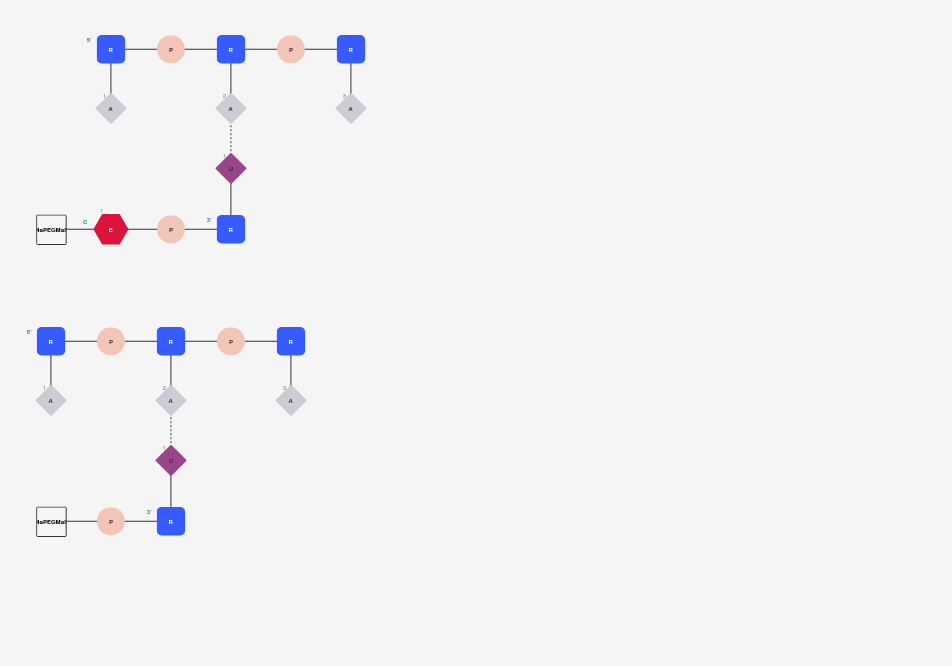 5' R P R P R
1 A 2 A 3 A
1 U
4aPEGMal C 1 E P 3' R
5' R P R P R
1 A 2 A 3 A
1 U
4aPEGMal P 3' R